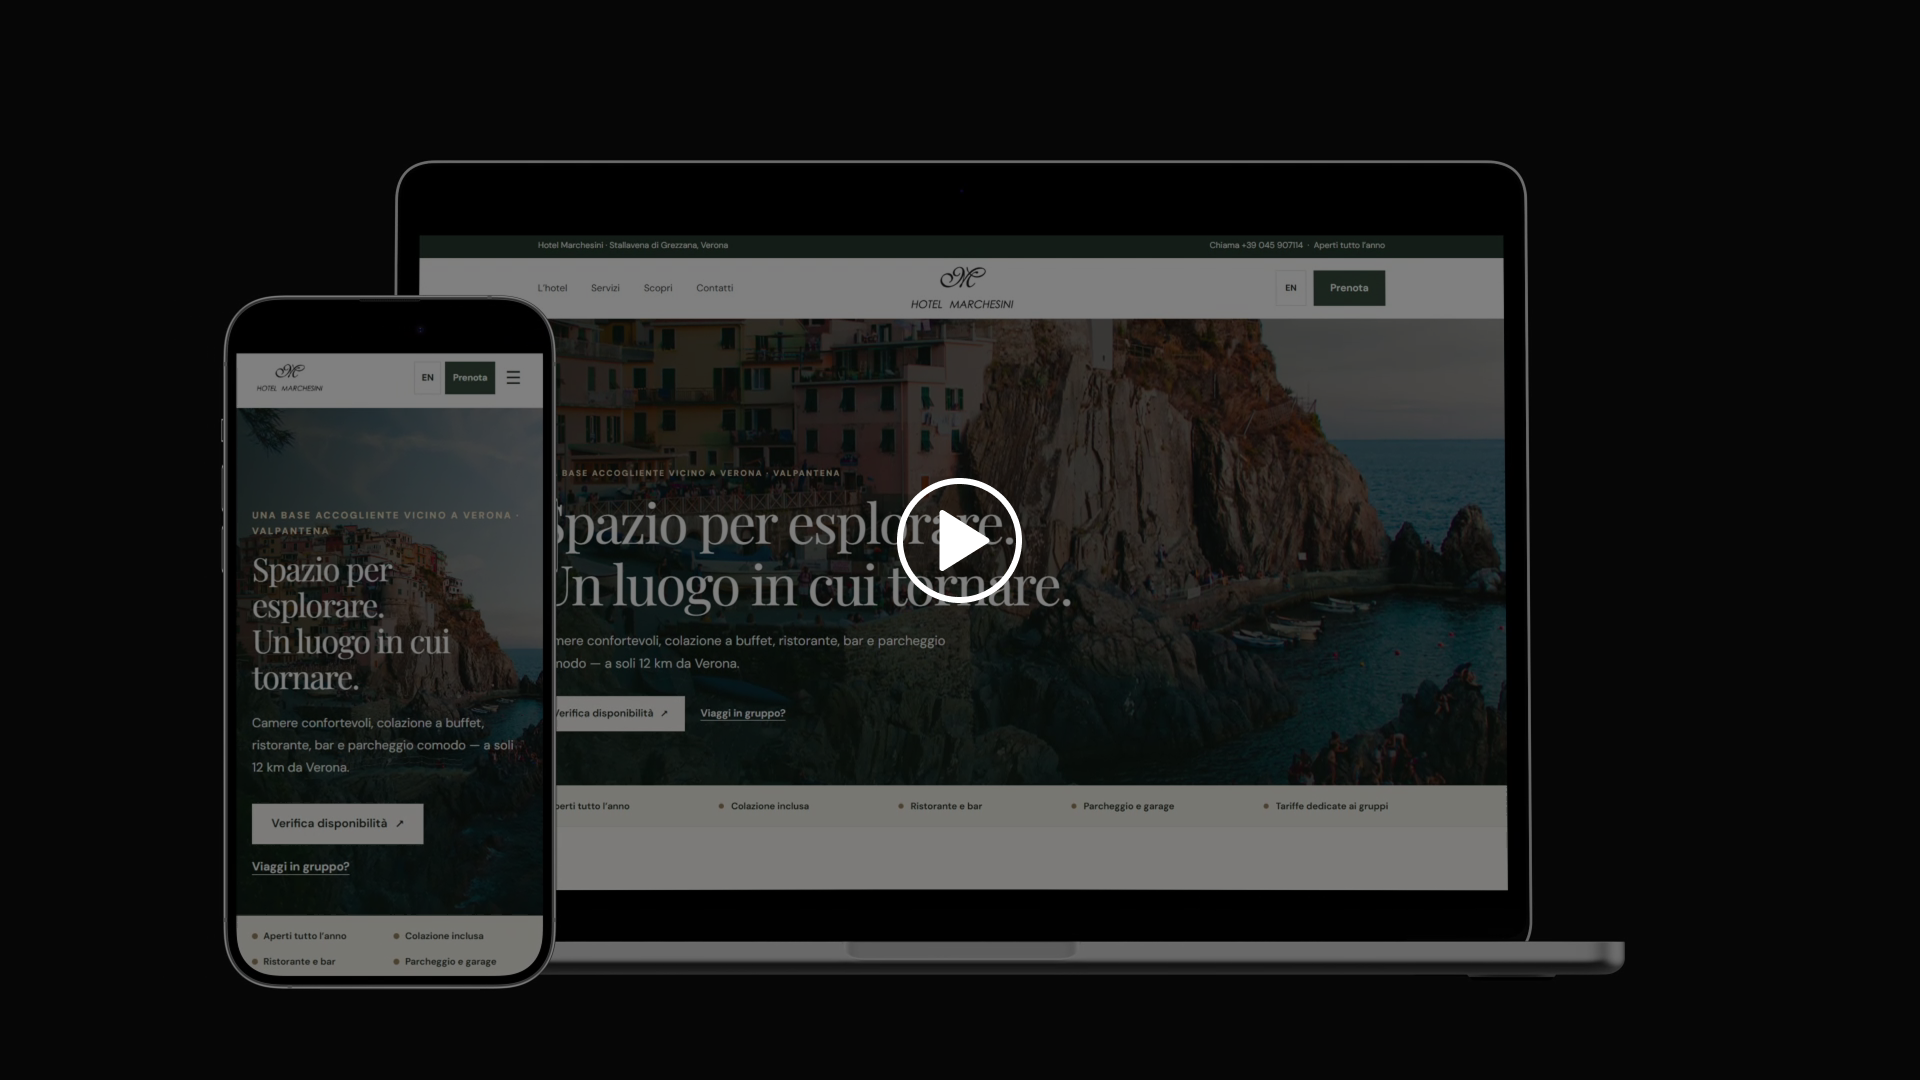 Hotel Marchesini · Stallavena di Grezzana, Verona
Chiama +39 045 907114 · Aperti tutto l'anno
L'hotel
Servizi
Scopri
Contatti
HOTEL MARCHESINI
EN
Prenota
BASE ACCOGLIENTE VICINO A VERONA · VALPANTENA
Spazio per esplorare.
Un luogo in cui tornare.
mere confortevoli, colazione a buffet, ristorante, bar e parcheggio
modo — a soli 12 km da Verona.
Verifica disponibilità ↗
Viaggi in gruppo?
perti tutto l'anno
Colazione inclusa
Ristorante e bar
Parcheggio e garage
Tariffe dedicate ai gruppi
HOTEL MARCHESINI
EN
Prenota
UNA BASE ACCOGLIENTE VICINO A VERONA ·
VALPANTENA
Spazio per
esplorare.
Un luogo in cui
tornare.
Camere confortevoli, colazione a buffet,
ristorante, bar e parcheggio comodo — a soli
12 km da Verona.
Verifica disponibilità ↗
Viaggi in gruppo?
Aperti tutto l'anno
Colazione inclusa
Ristorante e bar
Parcheggio e garage